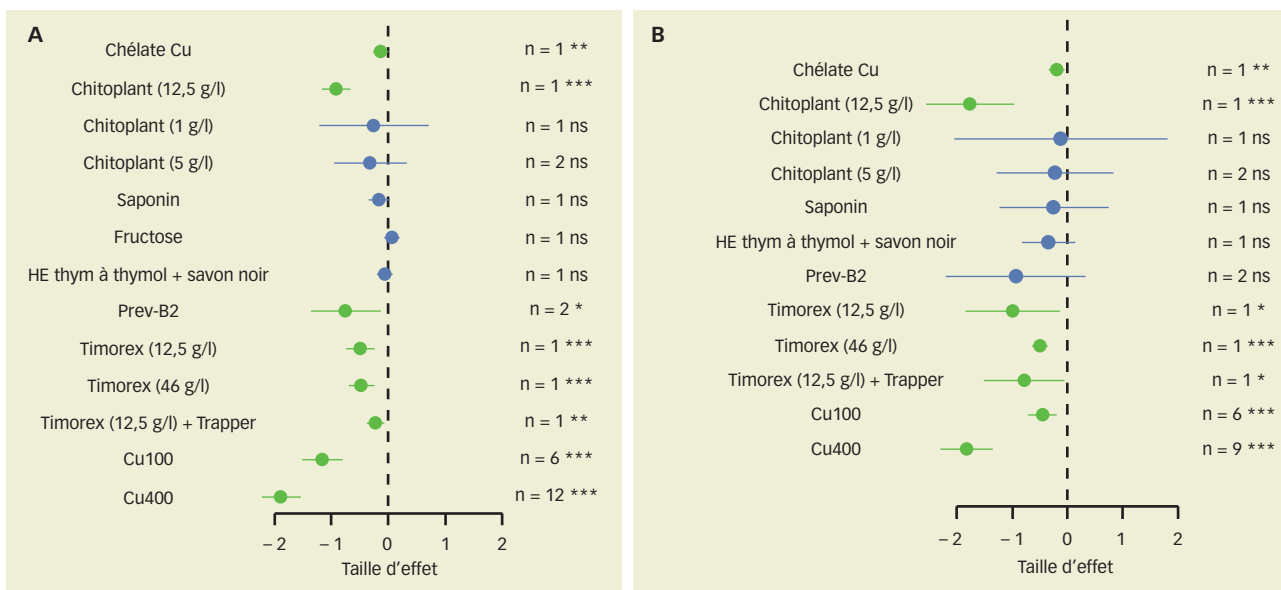 A
Chélate Cu n = 1 **
Chitoplant (12,5 g/l) n = 1 ***
Chitoplant (1 g/l) n = 1 ns
Chitoplant (5 g/l) n = 2 ns
Saponin n = 1 ns
Fructose n = 1 ns
HE thym à thymol + savon noir n = 1 ns
Prev-B2 n = 2 *
Timorex (12,5 g/l) n = 1 ***
Timorex (46 g/l) n = 1 ***
Timorex (12,5 g/l) + Trapper n = 1 **
Cu100 n = 6 ***
Cu400 n = 12 ***
– 2 – 1 0 1 2
Taille d’effet
B
Chélate Cu n = 1 **
Chitoplant (12,5 g/l) n = 1 ***
Chitoplant (1 g/l) n = 1 ns
Chitoplant (5 g/l) n = 2 ns
Saponin n = 1 ns
HE thym à thymol + savon noir n = 1 ns
Prev-B2 n = 2 ns
Timorex (12,5 g/l) n = 1 *
Timorex (46 g/l) n = 1 ***
Timorex (12,5 g/l) + Trapper n = 1 *
Cu100 n = 6 ***
Cu400 n = 9 ***
– 2 – 1 0 1 2
Taille d’effet